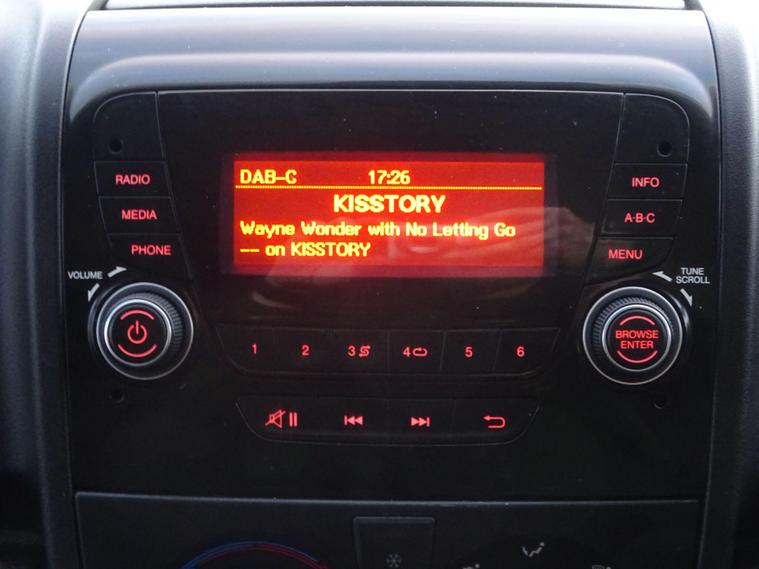 DAB-C 17:26
KISSTORY
Wayne Wonder with No Letting Go
-- on KISSTORY
RADIO
MEDIA
PHONE
INFO
A-B-C
MENU
VOLUME
TUNE
SCROLL
BROWSE
ENTER
1 2 3 4 5 6